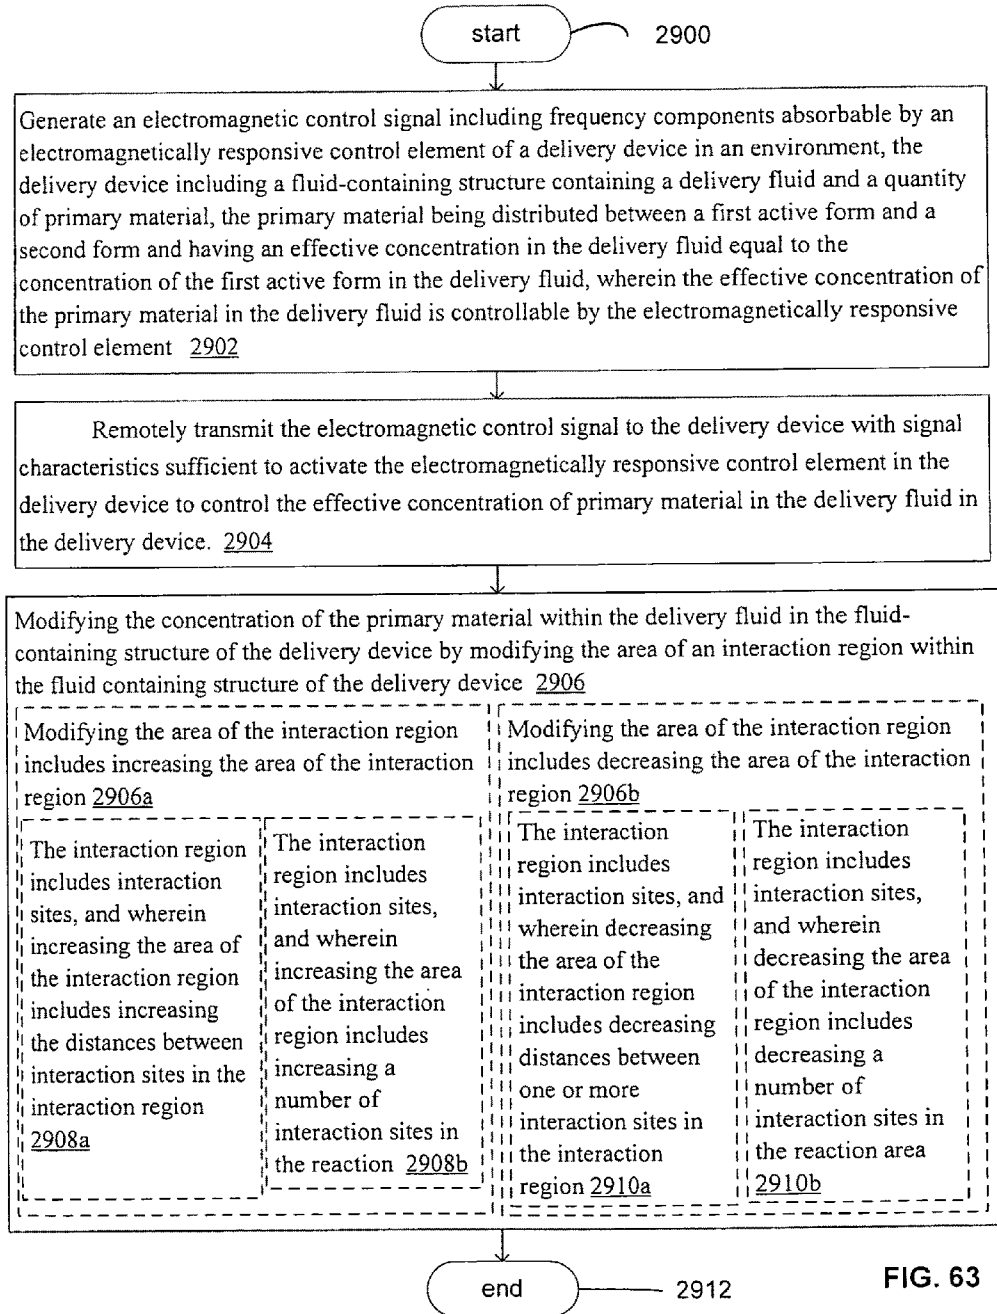 start
2900
Generate an electromagnetic control signal including frequency components absorbable by an
electromagnetically responsive control element of a delivery device in an environment, the
delivery device including a fluid-containing structure containing a delivery fluid and a quantity
of primary material, the primary material being distributed between a first active form and a
second form and having an effective concentration in the delivery fluid equal to the
concentration of the first active form in the delivery fluid, wherein the effective concentration of
the primary material in the delivery fluid is controllable by the electromagnetically responsive
control element 2902
Remotely transmit the electromagnetic control signal to the delivery device with signal
characteristics sufficient to activate the electromagnetically responsive control element in the
delivery device to control the effective concentration of primary material in the delivery fluid in
the delivery device. 2904
Modifying the concentration of the primary material within the delivery fluid in the fluid-
containing structure of the delivery device by modifying the area of an interaction region within
the fluid containing structure of the delivery device 2906
Modifying the area of the interaction region
includes increasing the area of the interaction
region 2906a
The interaction region
includes interaction
sites, and wherein
increasing the area of
the interaction region
includes increasing
the distances between
interaction sites in the
interaction region
2908a
The interaction
region includes
interaction sites,
and wherein
increasing the area
of the interaction
region includes
increasing a
number of
interaction sites in
the reaction 2908b
Modifying the area of the interaction region
includes decreasing the area of the interaction
region 2906b
The interaction
region includes
interaction sites, and
wherein decreasing
the area of the
interaction region
includes decreasing
distances between
one or more
interaction sites in
the interaction
region 2910a
The interaction
region includes
interaction sites,
and wherein
decreasing the area
of the interaction
region includes
decreasing a
number of
interaction sites in
the reaction area
2910b
end
2912
FIG. 63